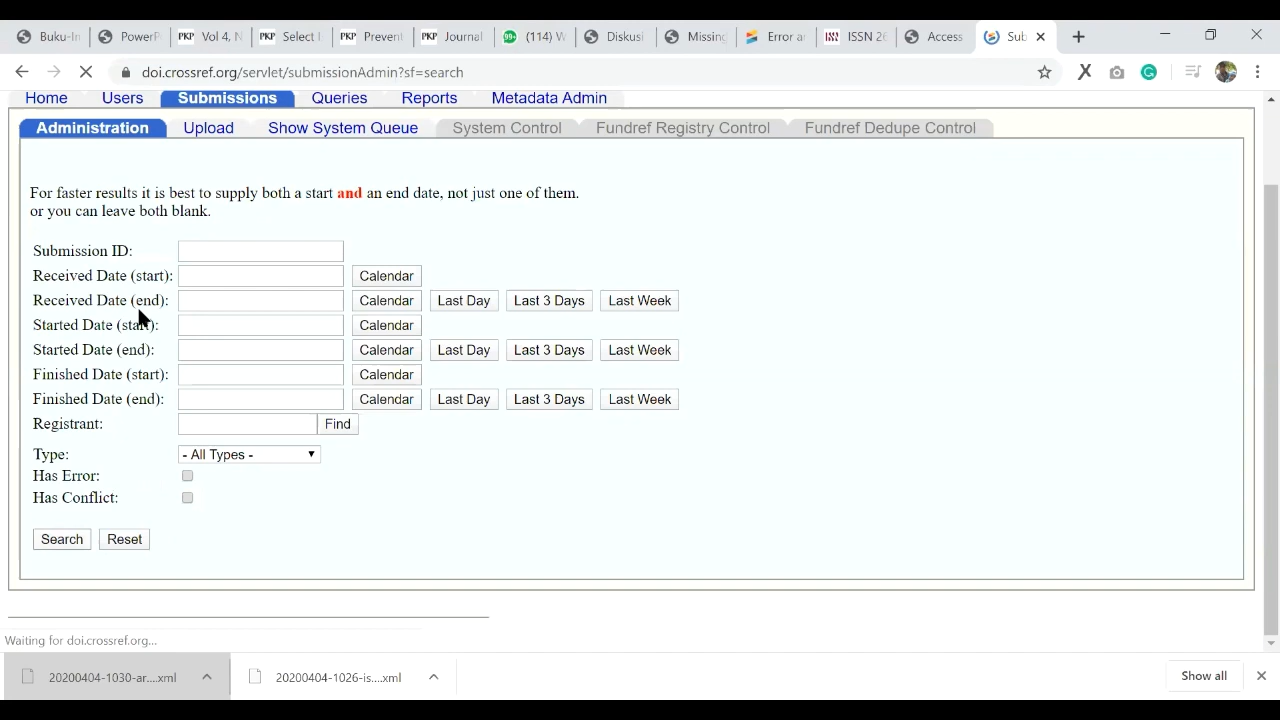 Buku-In PowerP PKP Vol 4, N PKP Select I PKP Prevent PKP Journal 99+ (114) W Diskusi Missing Error a ISSN 26 Access Sub
doi.crossref.org/servlet/submissionAdmin?sf=search
Home Users Submissions Queries Reports Metadata Admin
Administration Upload Show System Queue System Control Fundref Registry Control Fundref Dedupe Control
For faster results it is best to supply both a start and an end date, not just one of them.
or you can leave both blank.
Submission ID:
Received Date (start): Calendar
Received Date (end): Calendar Last Day Last 3 Days Last Week
Started Date (start): Calendar
Started Date (end): Calendar Last Day Last 3 Days Last Week
Finished Date (start): Calendar
Finished Date (end): Calendar Last Day Last 3 Days Last Week
Registrant: Find
Type: - All Types -
Has Error:
Has Conflict:
Search Reset
Waiting for doi.crossref.org...
20200404-1030-ar....xml 20200404-1026-is....xml Show all